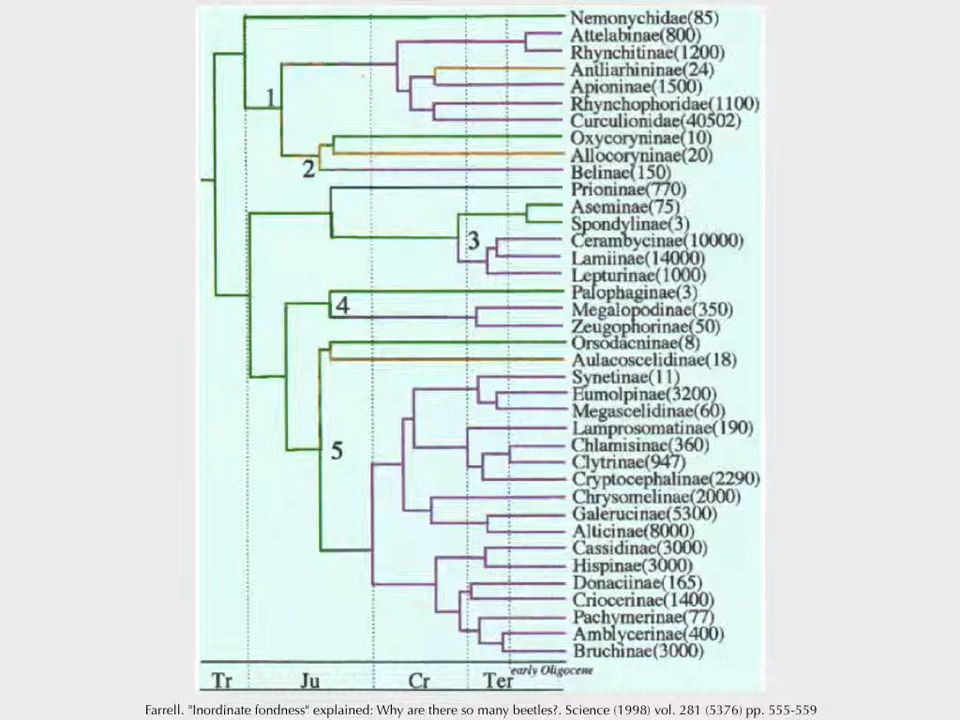 Nemonychidae(85)
Attelabinae(800)
Rhynchitinae(1200)
Antliarhininae(24)
1
Apioninae(1500)
Rhynchophoridae(1100)
Curculionidae(40502)
Oxycoryninae(10)
Allocoryninae(20)
2
Belinae(150)
Prioninae(770)
Aseminae(75)
Spondylinae(3)
3
Cerambycinae(10000)
Lamiinae(14000)
Lepturinae(1000)
Palophaginae(3)
4
Megalopodinae(350)
Zeugophorinae(50)
Orsodacninae(8)
Aulacoscelidinae(18)
Synetinae(11)
Eumolpinae(3200)
Megascelidinae(60)
Lamprosomatinae(190)
5
Chlamisinae(360)
Clytrinae(947)
Cryptocephalinae(2290)
Chrysomelinae(2000)
Galerucinae(5300)
Alticinae(8000)
Cassidinae(3000)
Hispinae(3000)
Donaciinae(165)
Criocerinae(1400)
Pachymerinae(77)
Amblycerinae(400)
Bruchinae(3000)
early Oligocene
Tr Ju Cr Ter
Farrell. "Inordinate fondness" explained: Why are there so many beetles?. Science (1998) vol. 281 (5376) pp. 555-559